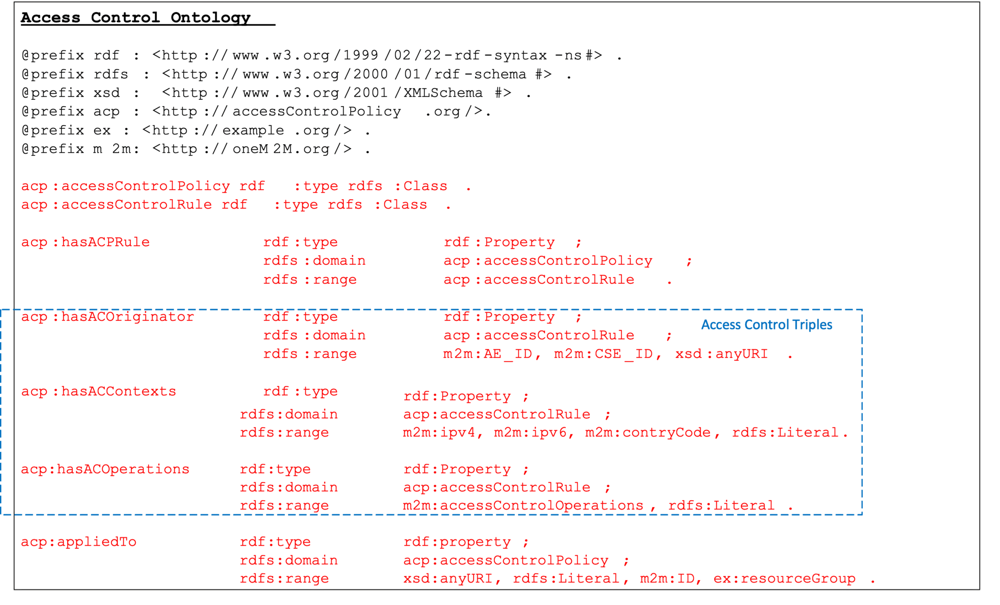 Access Control Ontology
@prefix rdf : <http ://www .w3.org /1999 /02 /22 -rdf -syntax -ns#> .
@prefix rdfs : <http ://www .w3.org /2000 /01 /rdf -schema #> .
@prefix xsd : <http ://www .w3.org /2001 /XMLSchema #> .
@prefix acp : <http ://accessControlPolicy .org />.
@prefix ex : <http ://example .org /> .
@prefix m 2m: <http ://oneM 2M.org /> .
acp :accessControlPolicy rdf :type rdfs :Class .
acp :accessControlRule rdf :type rdfs :Class .
acp :hasACPRule rdf :type rdf :Property ;
rdfs :domain acp :accessControlPolicy ;
rdfs :range acp :accessControlRule .
acp :hasACOriginator rdf :type rdf :Property ;
Access Control Triples
rdfs :domain acp :accessControlRule ;
rdfs :range m2m:AE _ID, m2m:CSE _ID, xsd :anyURI .
acp :hasACContexts rdf :type rdf:Property ;
rdfs:domain acp:accessControlRule ;
rdfs:range m2m:ipv4, m2m:ipv6, m2m:contryCode, rdfs:Literal.
acp:hasACOperations rdf:type rdf:Property ;
rdfs:domain acp:accessControlRule ;
rdfs:range m2m:accessControlOperations , rdfs:Literal .
acp:appliedTo rdf:type rdf:property ;
rdfs:domain acp:accessControlPolicy ;
rdfs:range xsd:anyURI, rdfs:Literal, m2m:ID, ex:resourceGroup .